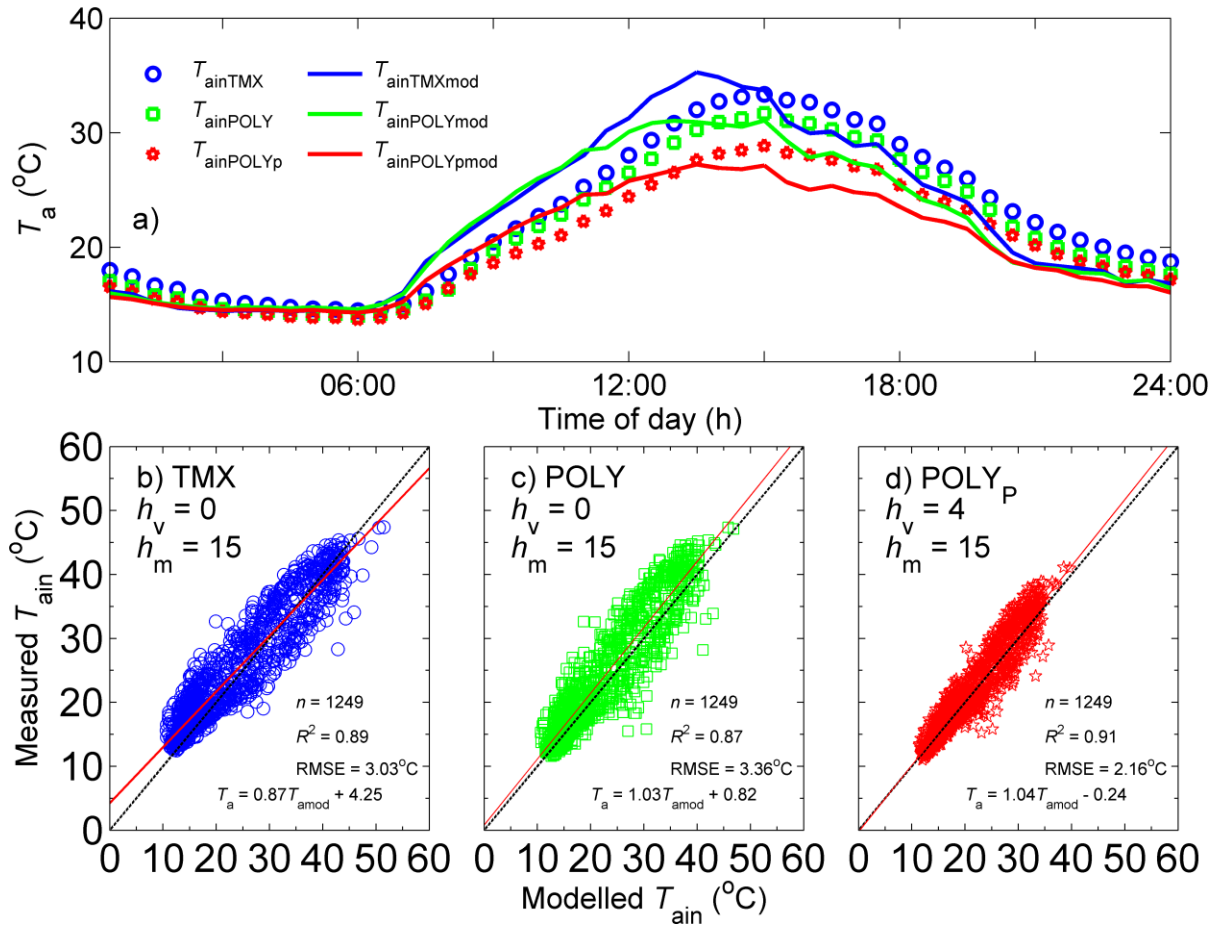 40
30
20
10
T_a (°C)
T_ainTMX
T_ainTMXmod
T_ainPOLY
T_ainPOLYmod
T_ainPOLYp
T_ainPOLYpmod
a)
06:00 12:00 18:00 24:00
Time of day (h)
60
50
40
30
20
10
0
Measured T_ain (°C)
b) TMX
h_v = 0
h_m = 15
n = 1249
R² = 0.89
RMSE = 3.03°C
T_a = 0.87T_amod + 4.25
0 10 20 30 40 50 60
c) POLY
h_v = 0
h_m = 15
n = 1249
R² = 0.87
RMSE = 3.36°C
T_a = 1.03T_amod + 0.82
0 10 20 30 40 50 60
d) POLY_P
h_v = 4
h_m = 15
n = 1249
R² = 0.91
RMSE = 2.16°C
T_a = 1.04T_amod - 0.24
0 10 20 30 40 50 60
Modelled T_ain (°C)